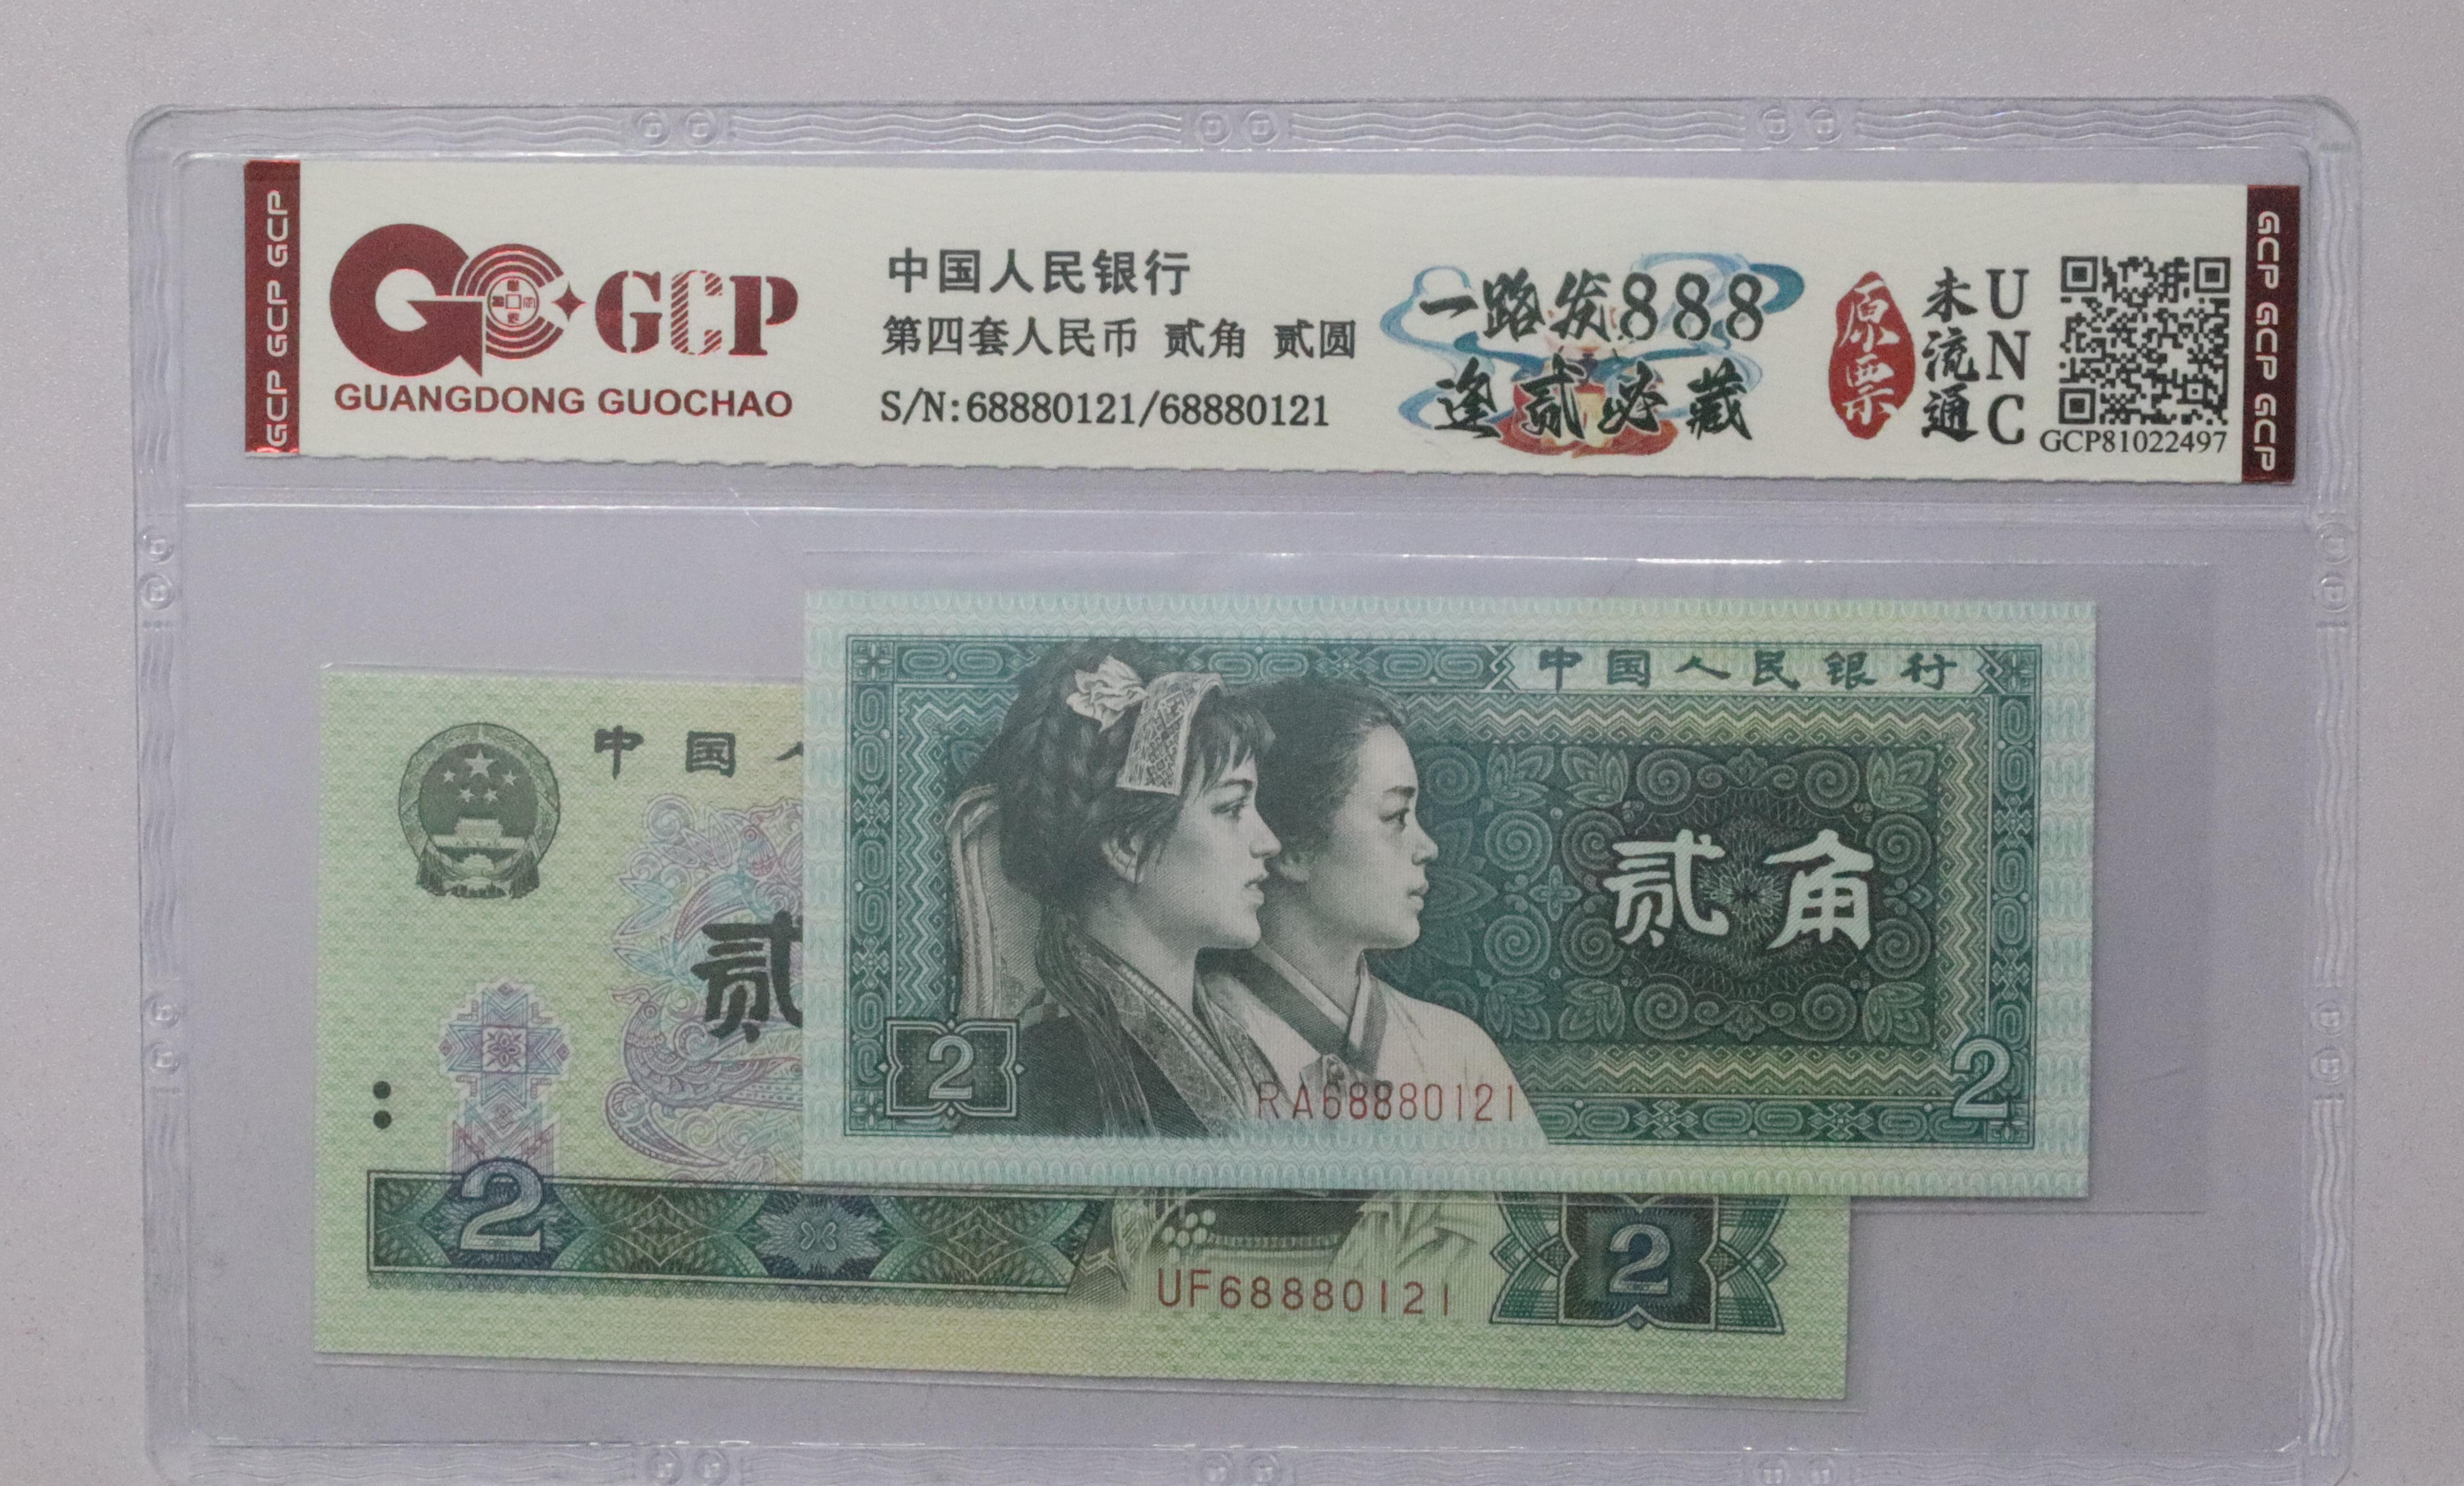 GCP GCP GCP
GCP
GUANGDONG GUOCHAO
中国人民银行
第四套人民币 贰角 贰圆
S/N:68880121/68880121
一路发888
逢贰必藏
原票
未流通
UNC
GCP81022497
GCP GCP GCP
中国人民银行
贰角
2
2
RA68880121
中国
贰
2
2
UF68880121